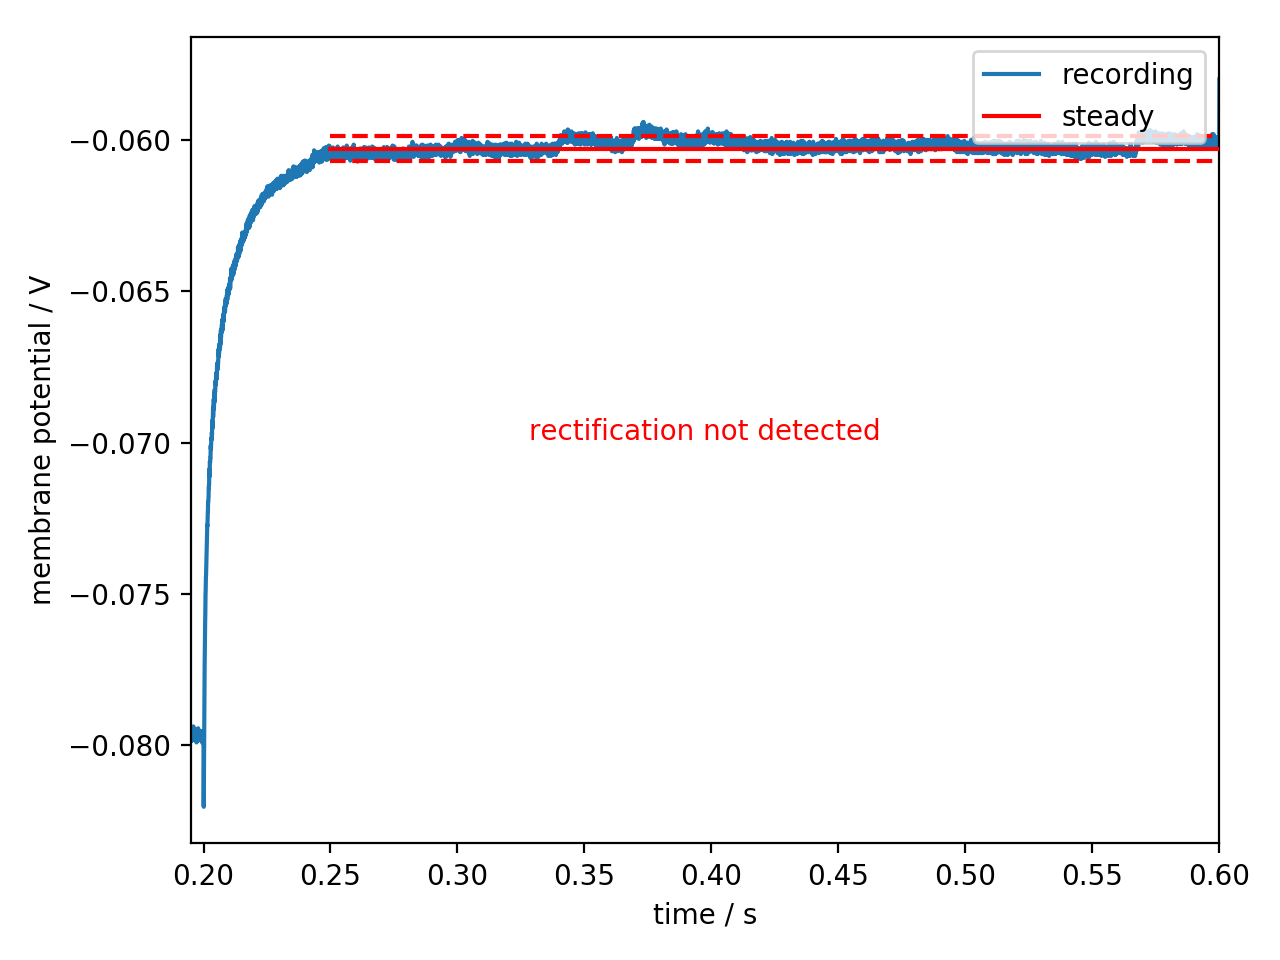 recording
steady
−0.060
−0.065
−0.070
−0.075
−0.080
membrane potential / V
rectification not detected
0.20 0.25 0.30 0.35 0.40 0.45 0.50 0.55 0.60
time / s